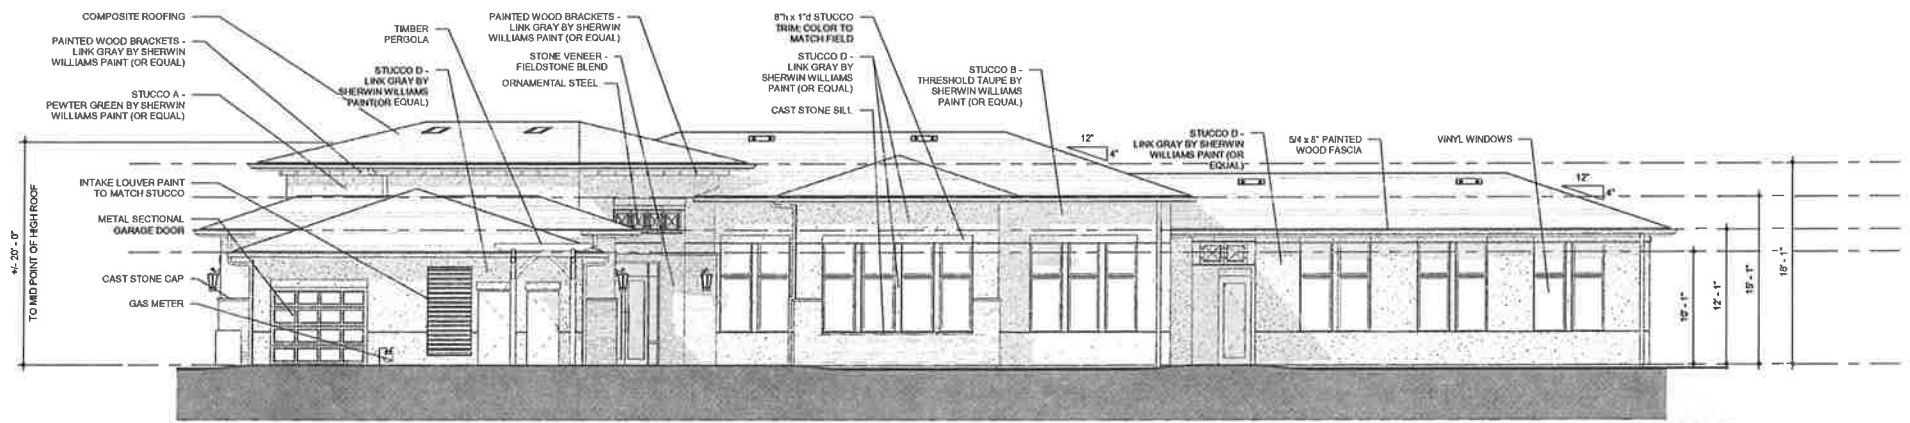 COMPOSITE ROOFING
PAINTED WOOD BRACKETS -
LINK GRAY BY SHERWIN
WILLIAMS PAINT (OR EQUAL)
STUCCO A -
PEWTER GREEN BY SHERWIN
WILLIAMS PAINT (OR EQUAL)
INTAKE LOUVER PAINT
TO MATCH STUCCO
METAL SECTIONAL
GARAGE DOOR
CAST STONE CAP
GAS METER
+/- 20' - 0"
TO MID POINT OF HIGH ROOF
TIMBER
PERGOLA
STUCCO D -
LINK GRAY BY
SHERWIN WILLIAMS
PAINT(OR EQUAL)
PAINTED WOOD BRACKETS -
LINK GRAY BY SHERWIN
WILLIAMS PAINT (OR EQUAL)
STONE VENEER -
FIELDSTONE BLEND
ORNAMENTAL STEEL
8"h x 1"d STUCCO
TRIM; COLOR TO
MATCH FIELD
STUCCO D -
LINK GRAY BY
SHERWIN WILLIAMS
PAINT (OR EQUAL)
CAST STONE SILL
STUCCO B -
THRESHOLD TAUPE BY
SHERWIN WILLIAMS
PAINT (OR EQUAL)
12"
4"
STUCCO D -
LINK GRAY BY SHERWIN
WILLIAMS PAINT (OR
EQUAL)
5/4 x 8" PAINTED
WOOD FASCIA
VINYL WINDOWS
12"
4"
10' - 1"
12' - 1"
15' - 1"
18' - 1"